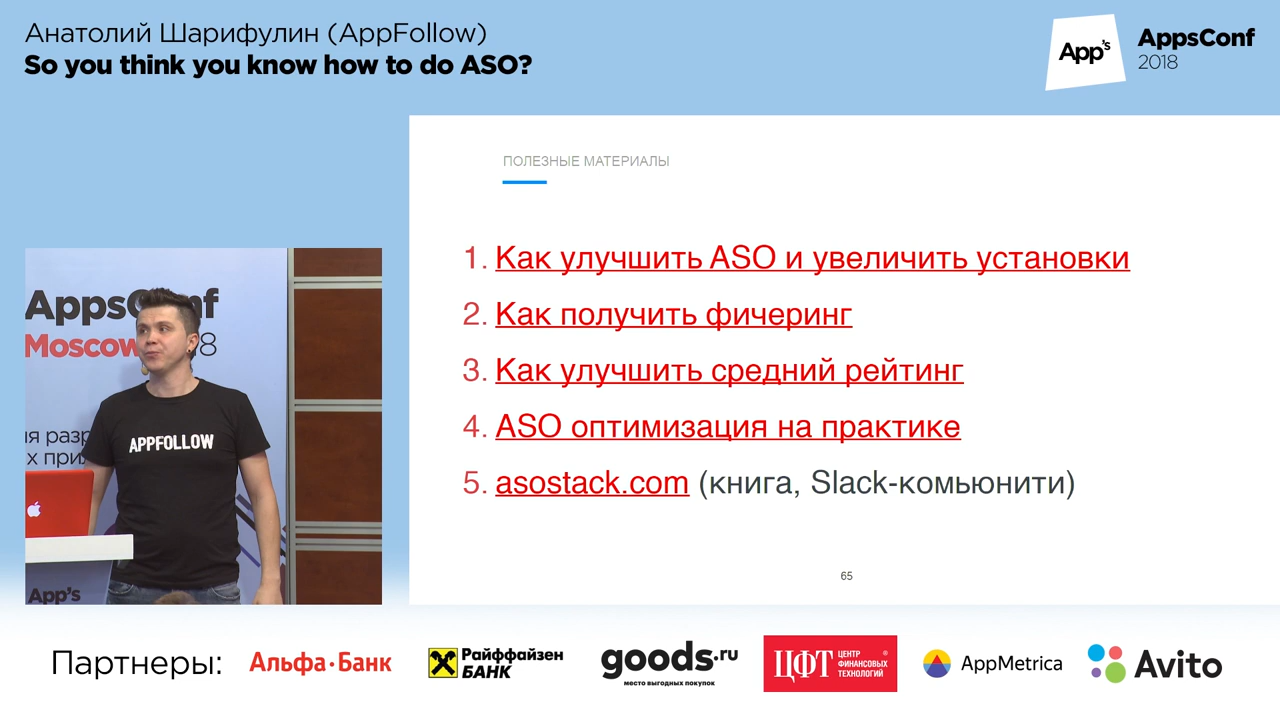 Анатолий Шарифулин (AppFollow)
So you think you know how to do ASO?
App's
AppsConf
2018
ПОЛЕЗНЫЕ МАТЕРИАЛЫ
1. Как улучшить ASO и увеличить установки
2. Как получить фичеринг
3. Как улучшить средний рейтинг
4. ASO оптимизация на практике
5. asostack.com (книга, Slack-комьюнити)
65
AppsConf
Moscow
APPFOLLOW
App's
Партнеры:
Альфа·Банк
Райффайзен
БАНК
goods.ru
место выгодных покупок
ЦФТ
ЦЕНТР
ФИНАНСОВЫХ
ТЕХНОЛОГИЙ
®
AppMetrica
Avito